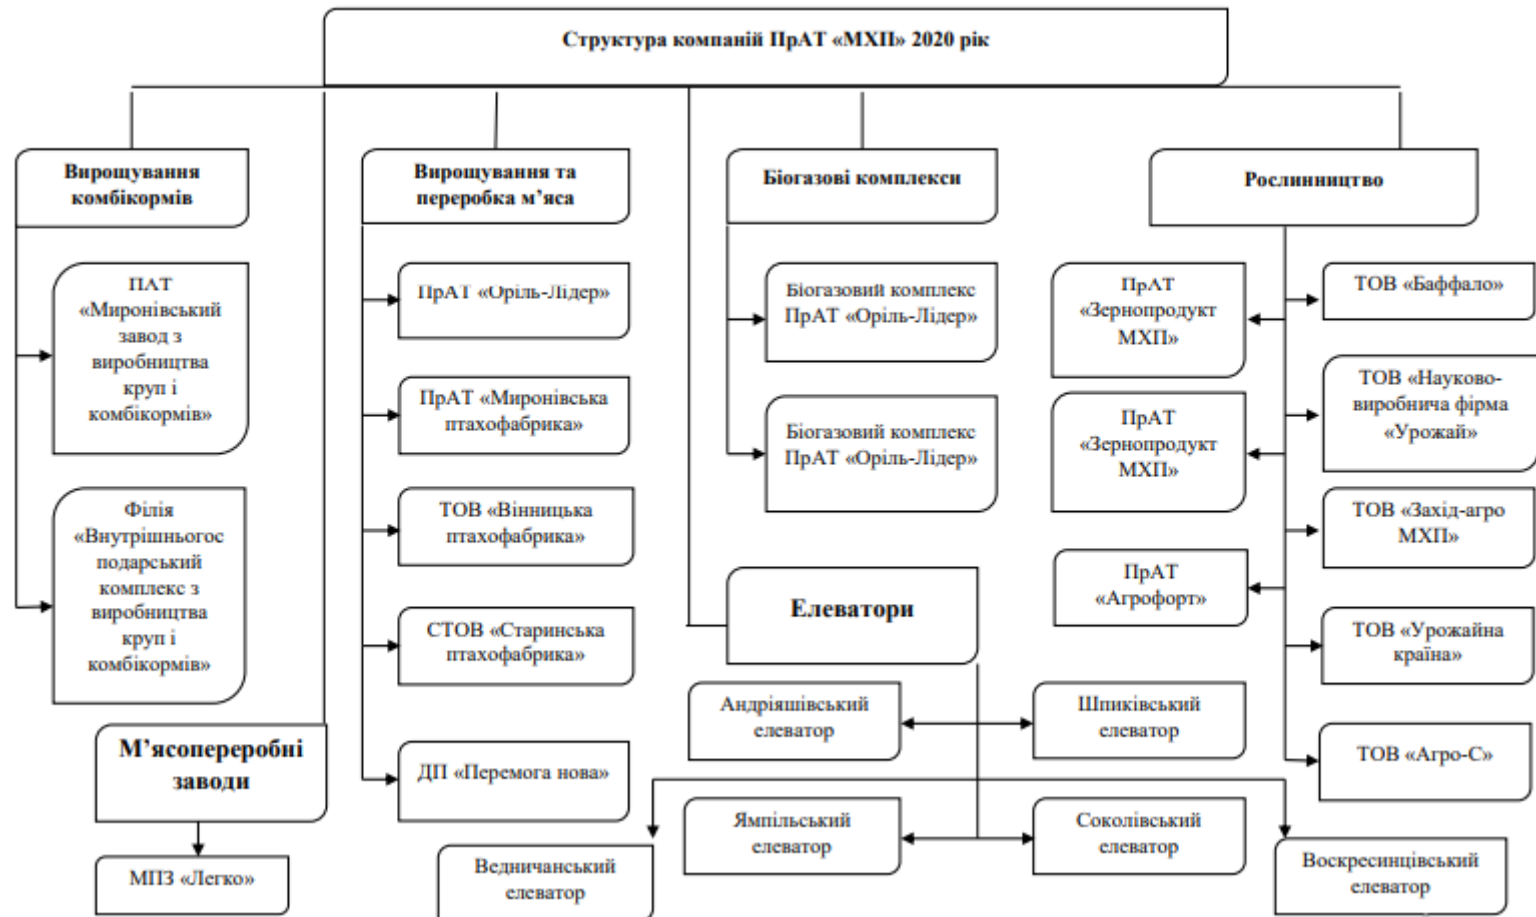 Структура компаній ПрАТ «МХП» 2020 рік
Вирощування
комбікормів
ПАТ
«Миронівський
завод з
виробництва
круп і
комбікормів»
Філія
«Внутрішньогос
подарський
комплекс з
виробництва
круп і
комбікормів»
М’ясопереробні
заводи
МПЗ «Легко»
Вирощування та
переробка м’яса
ПрАТ «Оріль-Лідер»
ПрАТ «Миронівська
птахофабрика»
ТОВ «Вінницька
птахофабрика»
СТОВ «Старинська
птахофабрика»
ДП «Перемога нова»
Біогазові комплекси
Біогазовий комплекс
ПрАТ «Оріль-Лідер»
Біогазовий комплекс
ПрАТ «Оріль-Лідер»
Елеватори
Андріяшівський
елеватор
Шпиківський
елеватор
Ямпільський
елеватор
Соколівський
елеватор
Ведничанський
елеватор
Воскресинцівський
елеватор
Рослинництво
ПрАТ
«Зернопродукт
МХП»
ПрАТ
«Зернопродукт
МХП»
ПрАТ
«Агрофорт»
ТОВ «Баффало»
ТОВ «Науково-
виробнича фірма
«Урожай»
ТОВ «Захід-агро
МХП»
ТОВ «Урожайна
країна»
ТОВ «Агро-С»